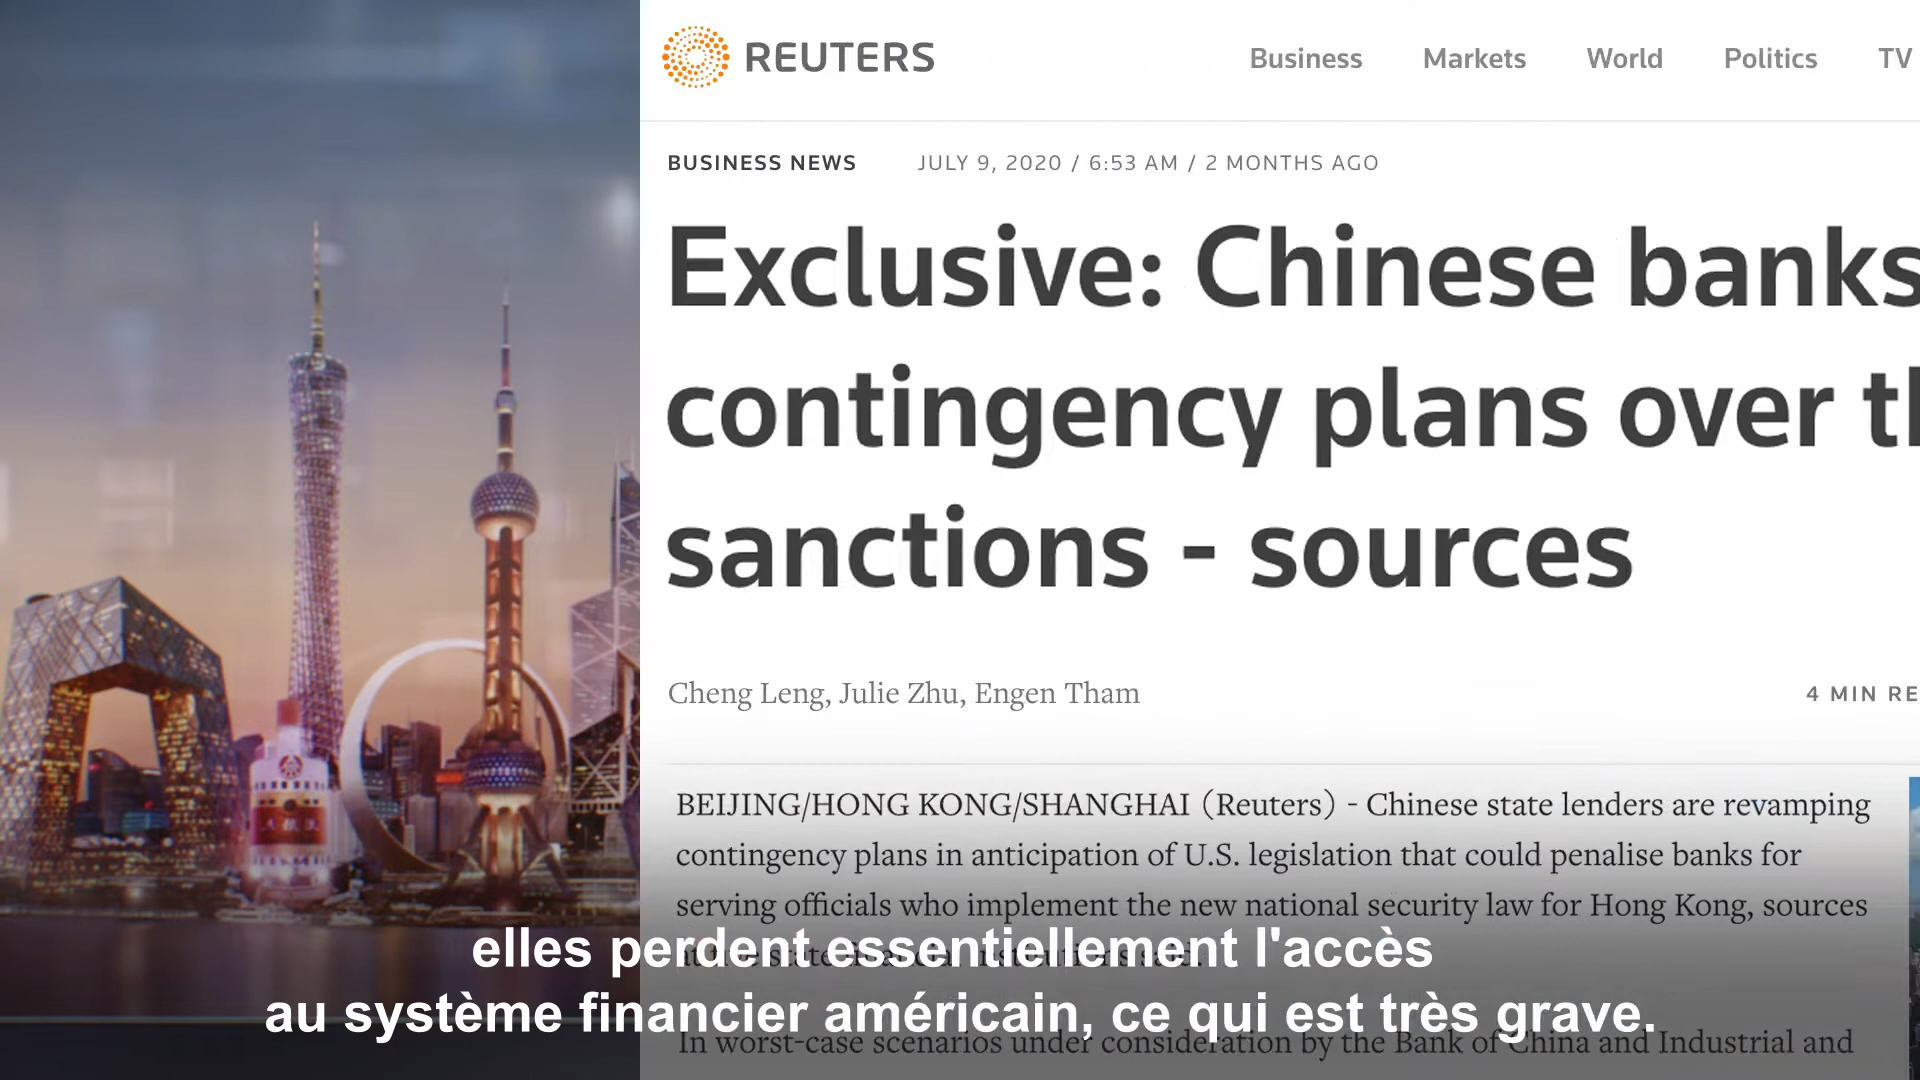 REUTERS
Business Markets World Politics TV
BUSINESS NEWS JULY 9, 2020 / 6:53 AM / 2 MONTHS AGO
Exclusive: Chinese banks
contingency plans over
sanctions - sources
Cheng Leng, Julie Zhu, Engen Tham
4 MIN
BEIJING/HONG KONG/SHANGHAI (Reuters) - Chinese state lenders are revamping
contingency plans in anticipation of U.S. legislation that could penalise banks for
serving officials who implement the new national security law for Hong Kong, sources
elles perdent essentiellement l'accès
au système financier américain, ce qui est très grave.
In worst-case scenarios under consideration by the Bank of China and Industrial and